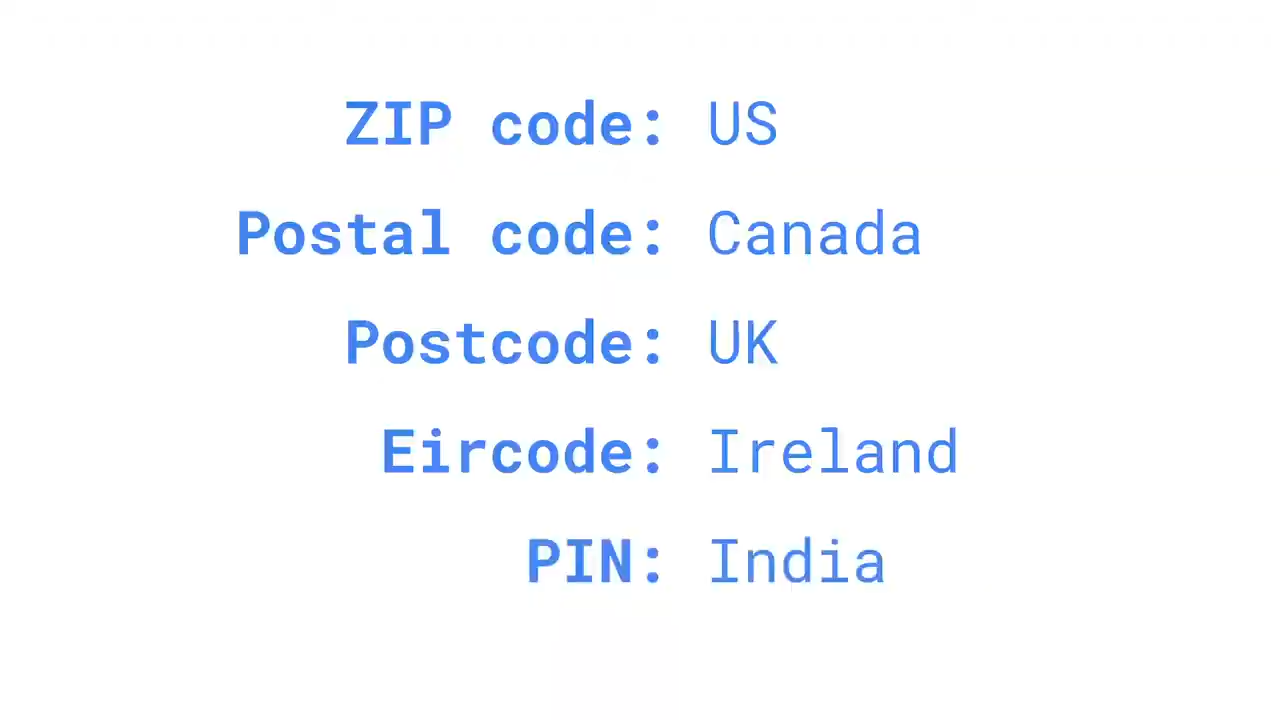 ZIP code: US
Postal code: Canada
Postcode: UK
Eircode: Ireland
PIN: India